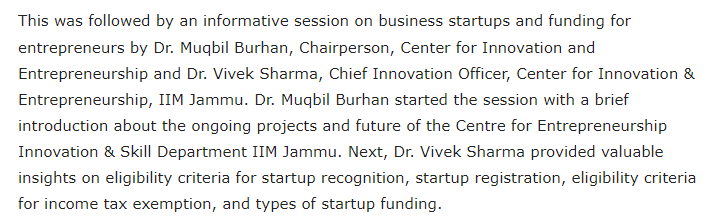 This was followed by an informative session on business startups and funding for
entrepreneurs by Dr. Muqbil Burhan, Chairperson, Center for Innovation and
Entrepreneurship and Dr. Vivek Sharma, Chief Innovation Officer, Center for Innovation &
Entrepreneurship, IIM Jammu. Dr. Muqbil Burhan started the session with a brief
introduction about the ongoing projects and future of the Centre for Entrepreneurship
Innovation & Skill Department IIM Jammu. Next, Dr. Vivek Sharma provided valuable
insights on eligibility criteria for startup recognition, startup registration, eligibility criteria
for income tax exemption, and types of startup funding.